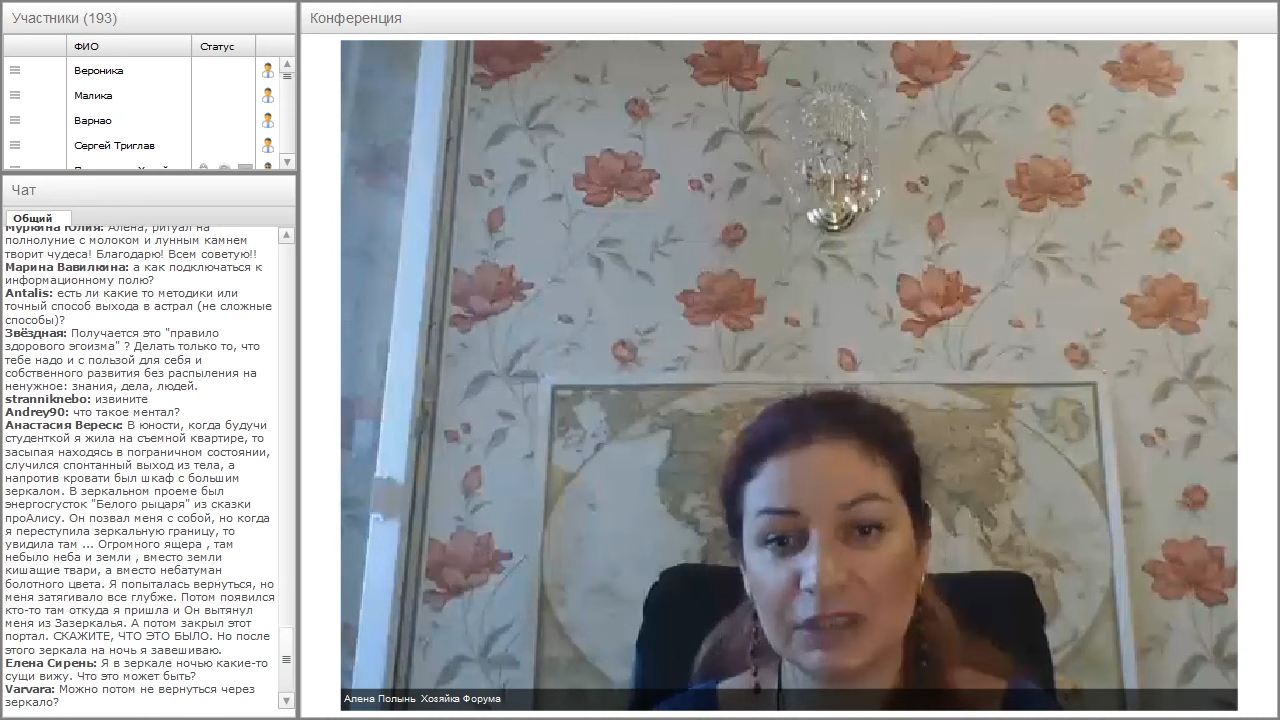 Участники (193)
ФИО
Статус
Вероника
Малика
Варнао
Сергей Триглав
Чат
Общий
ритуал на
полнолуние с молоком и лунным камнем
творит чудеса! Благодарю! Всем советую!!
Марина Вавилкина: а как подключаться к
информационному полю?
Antalis: есть ли какие то методики или
точный способ выхода в астрал (не сложные
способы)?
Звёздная: Получается это "правило
здорового эгоизма" ? Делать только то, что
тебе надо и с пользой для себя и
собственного развития без распыления на
ненужное: знания, дела, людей.
stranniknebo: извените
Andrey90: что такое ментал?
Анастасия Вереск: В юности, когда будучи
студенткой я жила на съемной квартире, то
засыпая находясь в пограничном состоянии,
случился спонтанный выход из тела, а
напротив кровати был шкаф с большим
зеркалом. В зеркальном проеме был
энергосгусток "Белого рыцаря" из сказки
проАлису. Он позвал меня с собой, но когда
я переступила зеркальную границу, то
увидила там ... Огромного ящера , там
небыло неба и земли , вместо земли
кишащие твари, а вместо небатуман
болотного цвета. Я попыталась вернуться, но
меня затягивало все глубже. Потом появился
кто-то там откуда я пришла и Он вытянул
меня из Зазеркалья. А потом закрыл этот
портал. СКАЖИТЕ, ЧТО ЭТО БЫЛО. Но после
этого зеркала на ночь я завешиваю.
Елена Сирень: Я в зеркале ночью какие-то
сущи вижу. Что это может быть?
Varvara: Можно потом не вернуться через
зеркало?
Конференция
Алена Полынь Хозяйка Форума